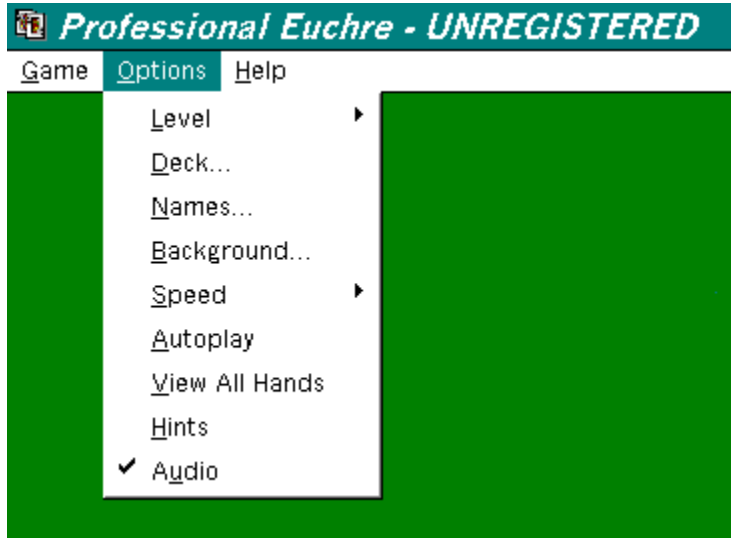 Professional Euchre - UNREGISTERED
Game Options Help
Level
Deck...
Names...
Background...
Speed
Autoplay
View All Hands
Hints
Audio